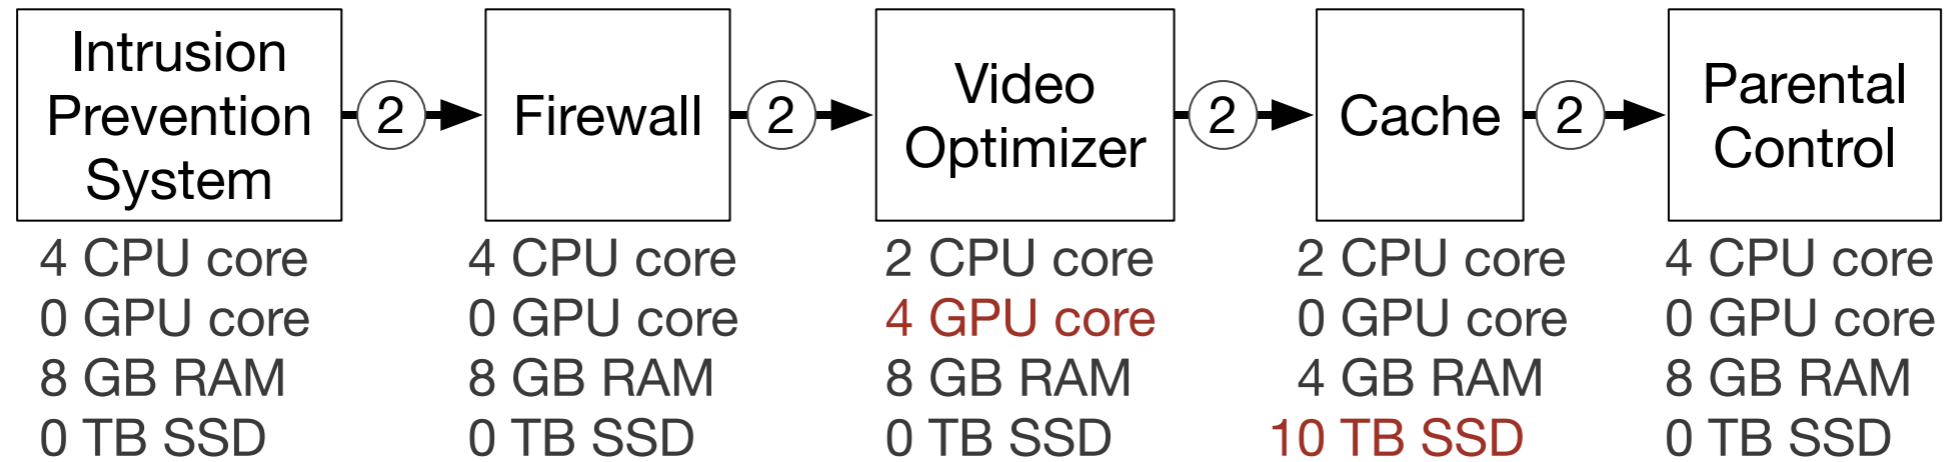 Intrusion
Prevention
System
2
Firewall
2
Video
Optimizer
2
Cache
2
Parental
Control
4 CPU core
0 GPU core
8 GB RAM
0 TB SSD
4 CPU core
0 GPU core
8 GB RAM
0 TB SSD
2 CPU core
4 GPU core
8 GB RAM
0 TB SSD
2 CPU core
0 GPU core
4 GB RAM
10 TB SSD
4 CPU core
0 GPU core
8 GB RAM
0 TB SSD